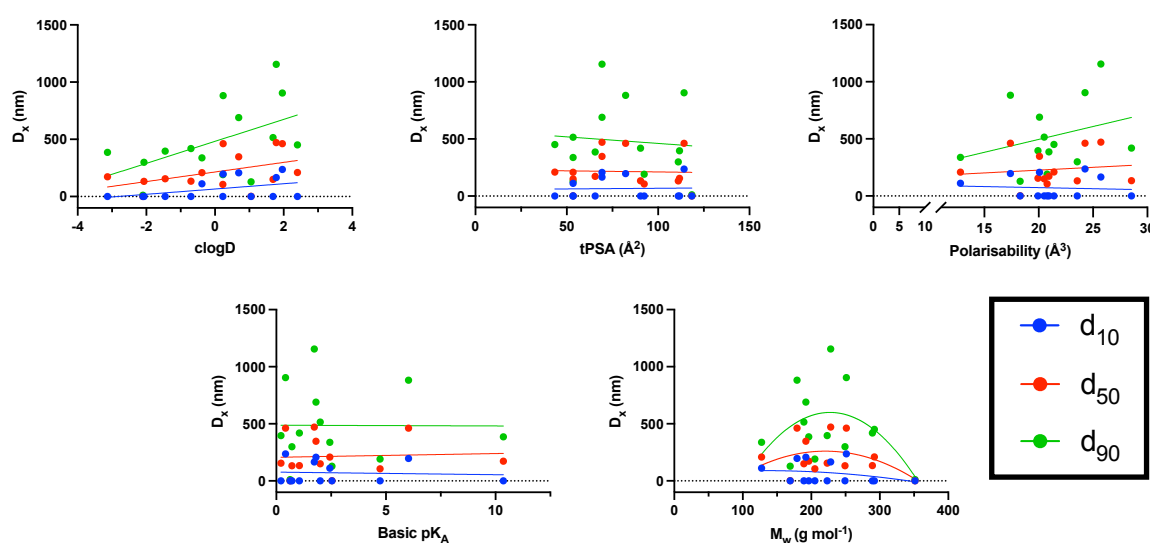 1500
1000
500
0
-4 -2 0 2 4
Dx (nm)
clogD
1500
1000
500
0
0 50 100 150
Dx (nm)
tPSA (Å2)
1500
1000
500
0
0 5 10 15 20 25 30
Dx (nm)
Polarisability (Å3)
1500
1000
500
0
0 5 10
Dx (nm)
Basic pKA
1500
1000
500
0
0 100 200 300 400
Dx (nm)
Mw (g mol-1)
d10
d50
d90